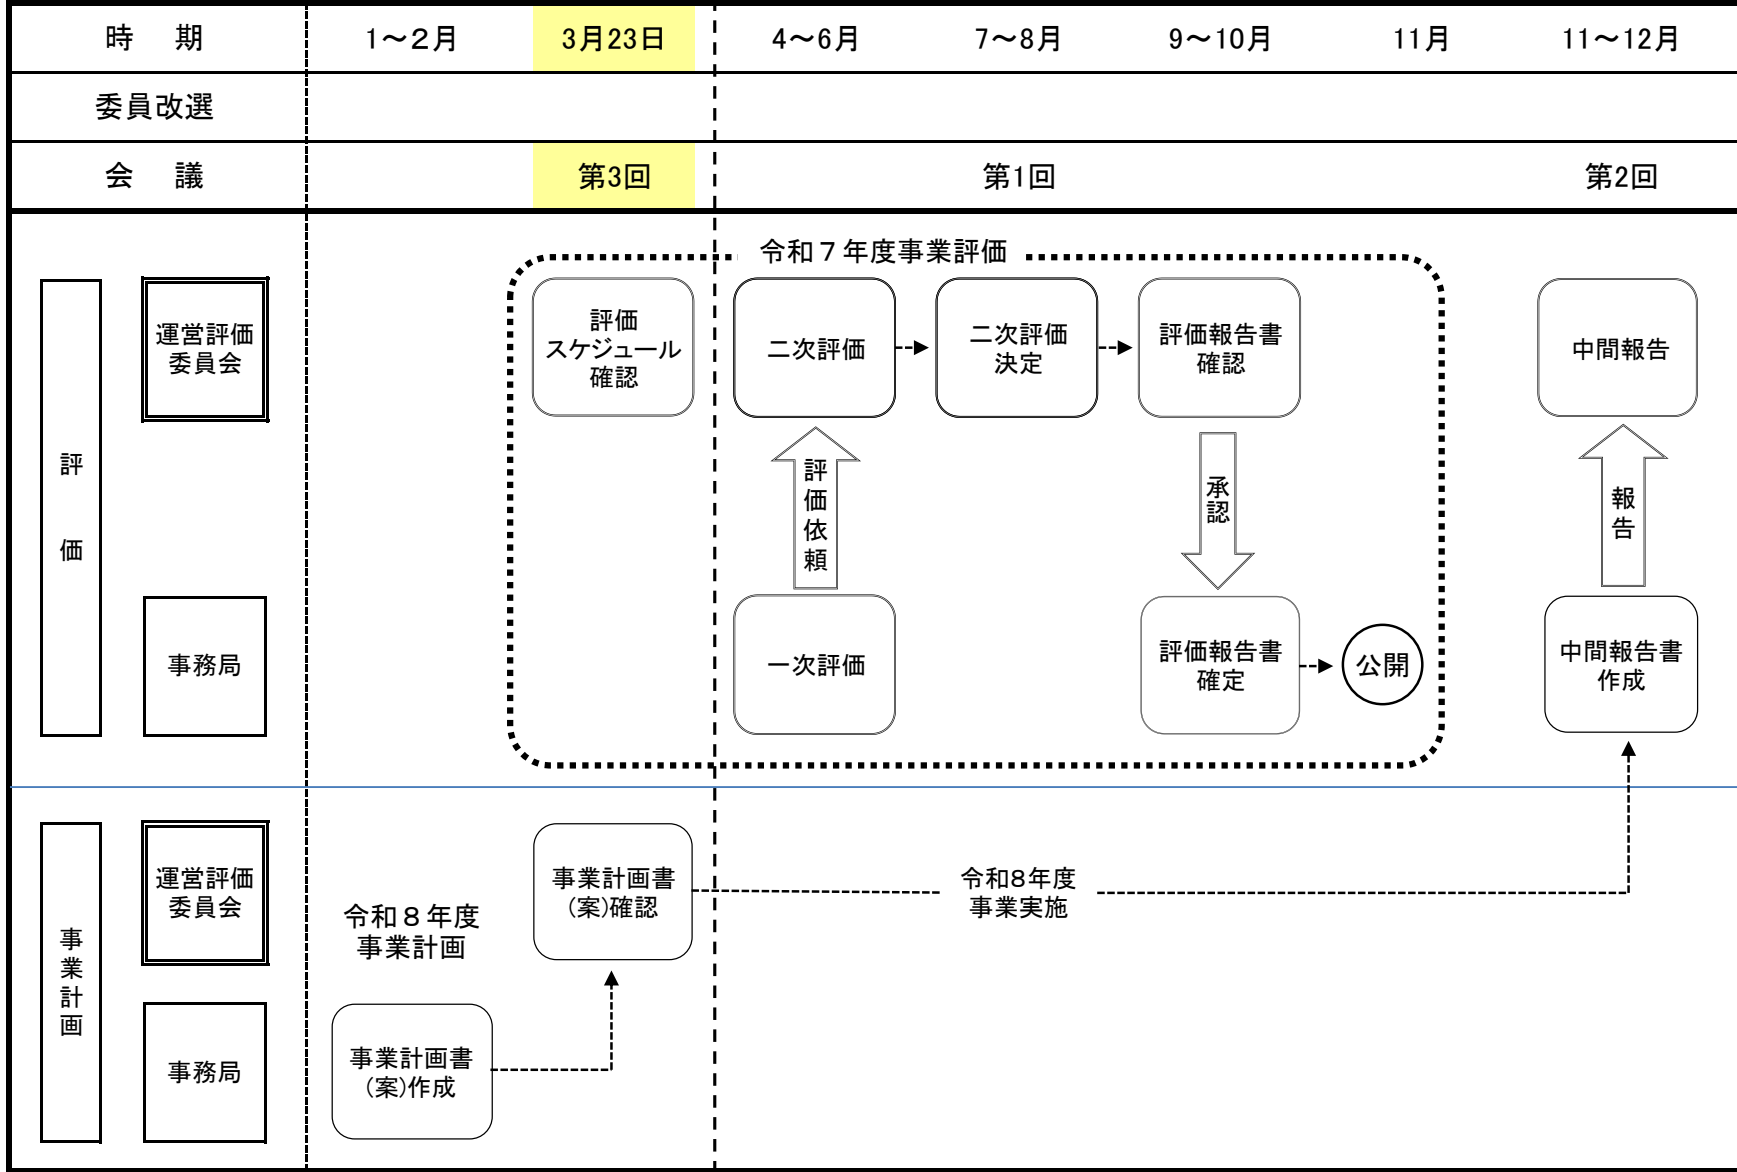 時　期
1～2月
3月23日
4～6月
7～8月
9～10月
11月
11～12月
委員改選
会　議
第3回
第1回
第2回
令和７年度事業評価
評価
運営評価
委員会
評価
スケジュール
確認
二次評価
二次評価
決定
評価報告書
確認
中間報告
評価依頼
承認
報告
事務局
一次評価
評価報告書
確定
公開
中間報告書
作成
事業計画
運営評価
委員会
令和８年度
事業計画
事業計画書
(案)確認
令和8年度
事業実施
事務局
事業計画書
(案)作成